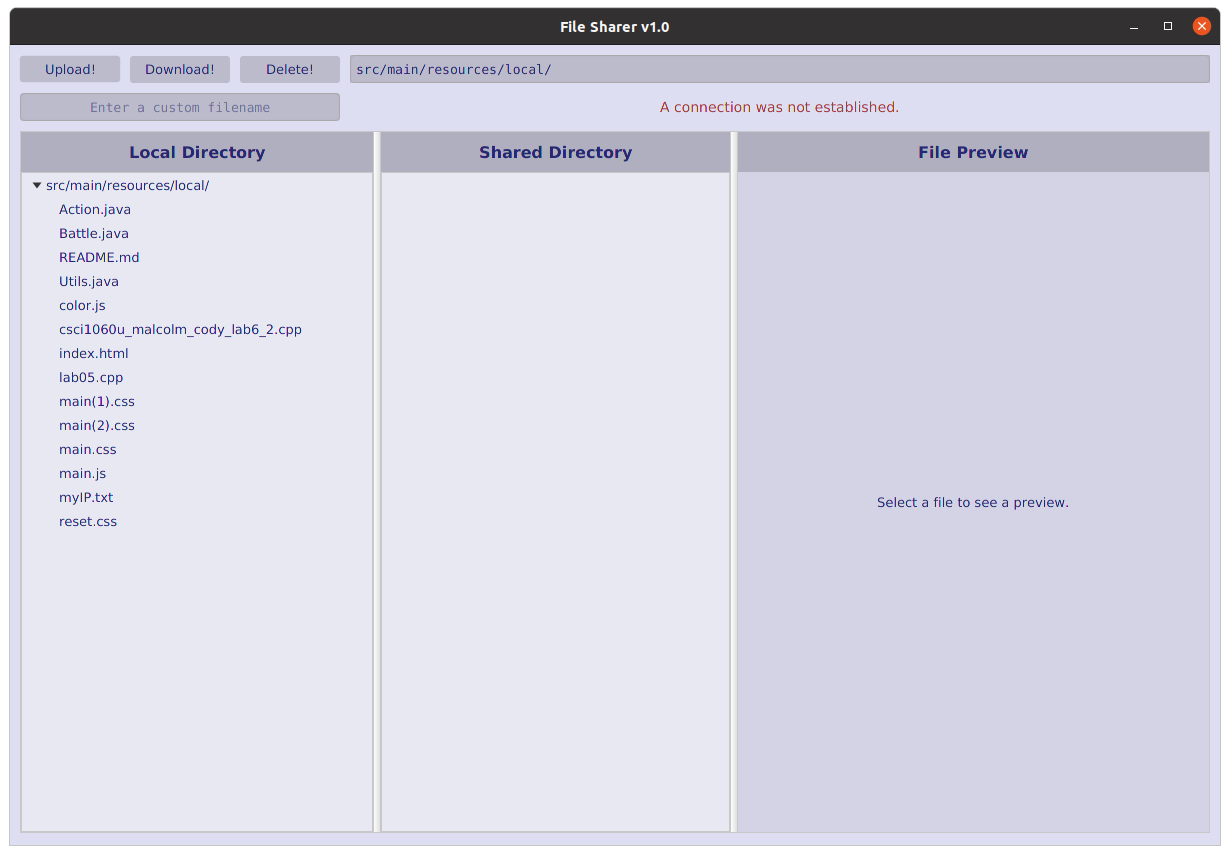 File Sharer v1.0
Upload! Download! Delete! src/main/resources/local/
Enter a custom filename A connection was not established.
Local Directory Shared Directory File Preview
src/main/resources/local/
Action.java
Battle.java
README.md
Utils.java
color.js
csci1060u_malcolm_cody_lab6_2.cpp
index.html
lab05.cpp
main(1).css
main(2).css
main.css
main.js
myIP.txt
Select a file to see a preview.
reset.css